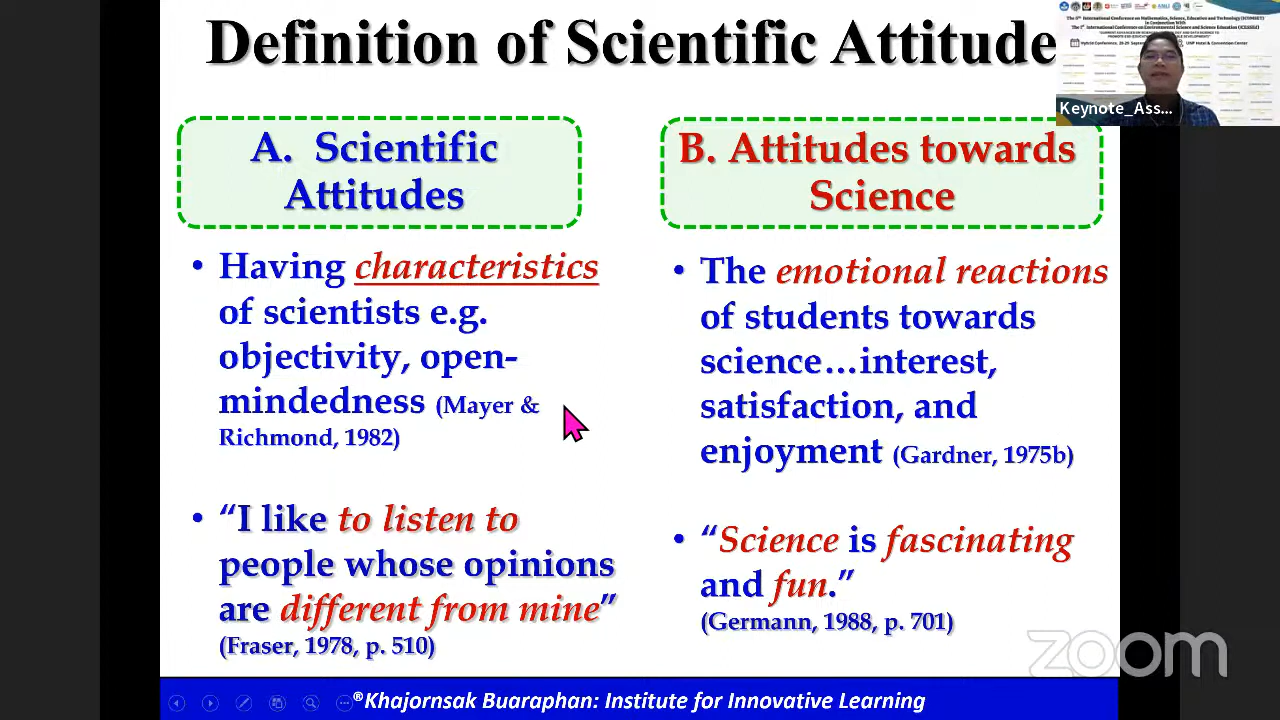 Definition of Scientific Attitude
A. Scientific
Attitudes
• Having characteristics
of scientists e.g.
objectivity, open-
mindedness (Mayer &
Richmond, 1982)
• “I like to listen to
people whose opinions
are different from mine”
(Fraser, 1978, p. 510)
B. Attitudes towards
Science
• The emotional reactions
of students towards
science…interest,
satisfaction, and
enjoyment (Gardner, 1975b)
• “Science is fascinating
and fun.”
(Germann, 1988, p. 701)
®Khajornsak Buaraphan: Institute for Innovative Learning
Keynote_Ass...
zoom